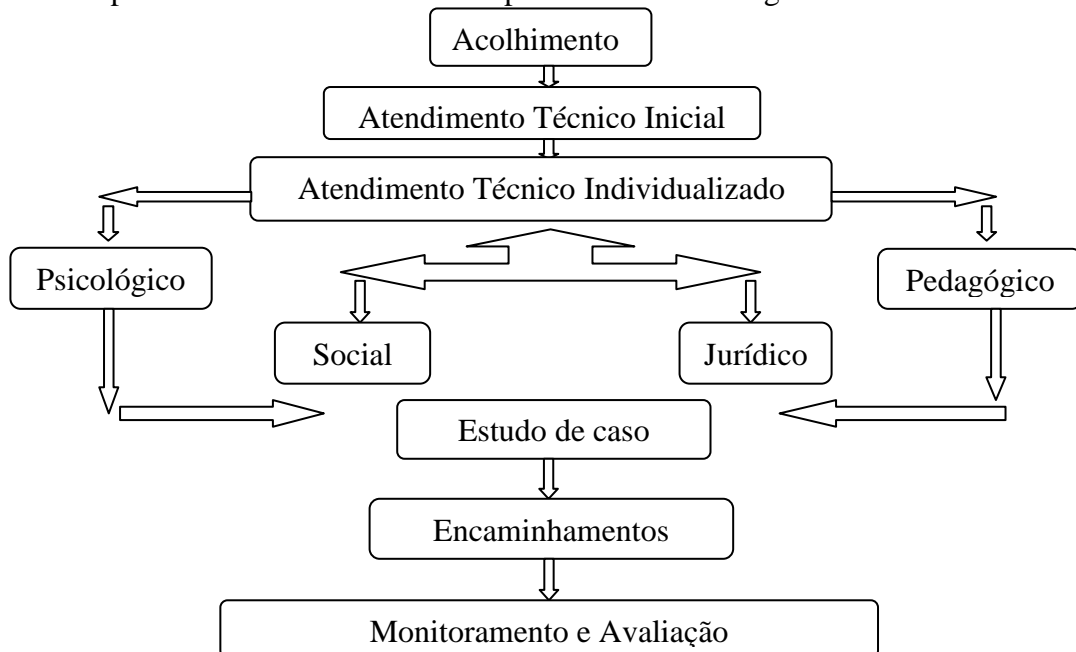 Acolhimento
Atendimento Técnico Inicial
Atendimento Técnico Individualizado
Psicológico
Pedagógico
Social
Jurídico
Estudo de caso
Encaminhamentos
Monitoramento e Avaliação